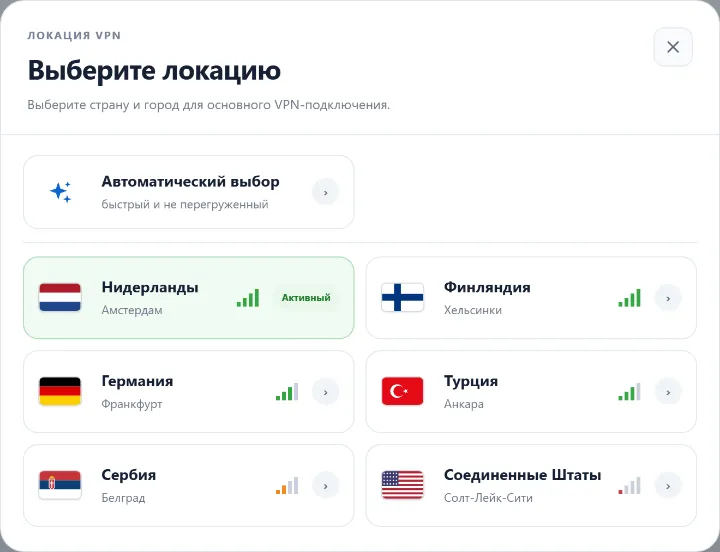 ЛОКАЦИЯ VPN
Выберите локацию
Выберите страну и город для основного VPN-подключения.
Автоматический выбор
быстрый и не перегруженный
Нидерланды
Амстердам
Активный
Финляндия
Хельсинки
Германия
Франкфурт
Турция
Анкара
Сербия
Белград
Соединенные Штаты
Солт-Лейк-Сити